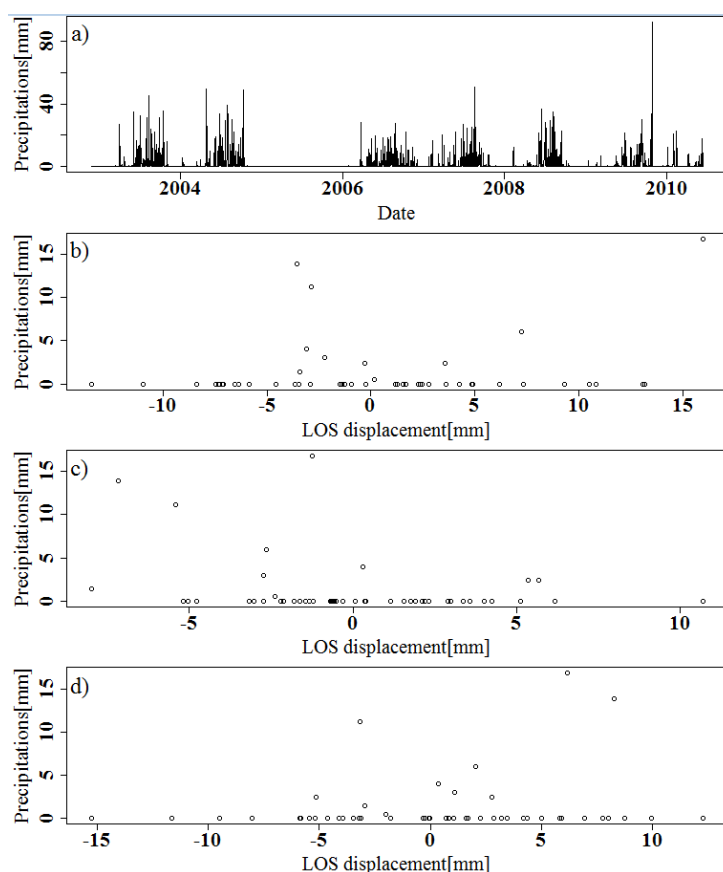 a)
Precipitations[mm]
0 40 80
2004 2006 2008 2010
Date
b)
Precipitations[mm]
0 5 10 15
-10 -5 0 5 10 15
LOS displacement[mm]
c)
Precipitations[mm]
0 5 10 15
-5 0 5 10
LOS displacement[mm]
d)
Precipitations[mm]
0 5 10 15
-15 -10 -5 0 5 10
LOS displacement[mm]